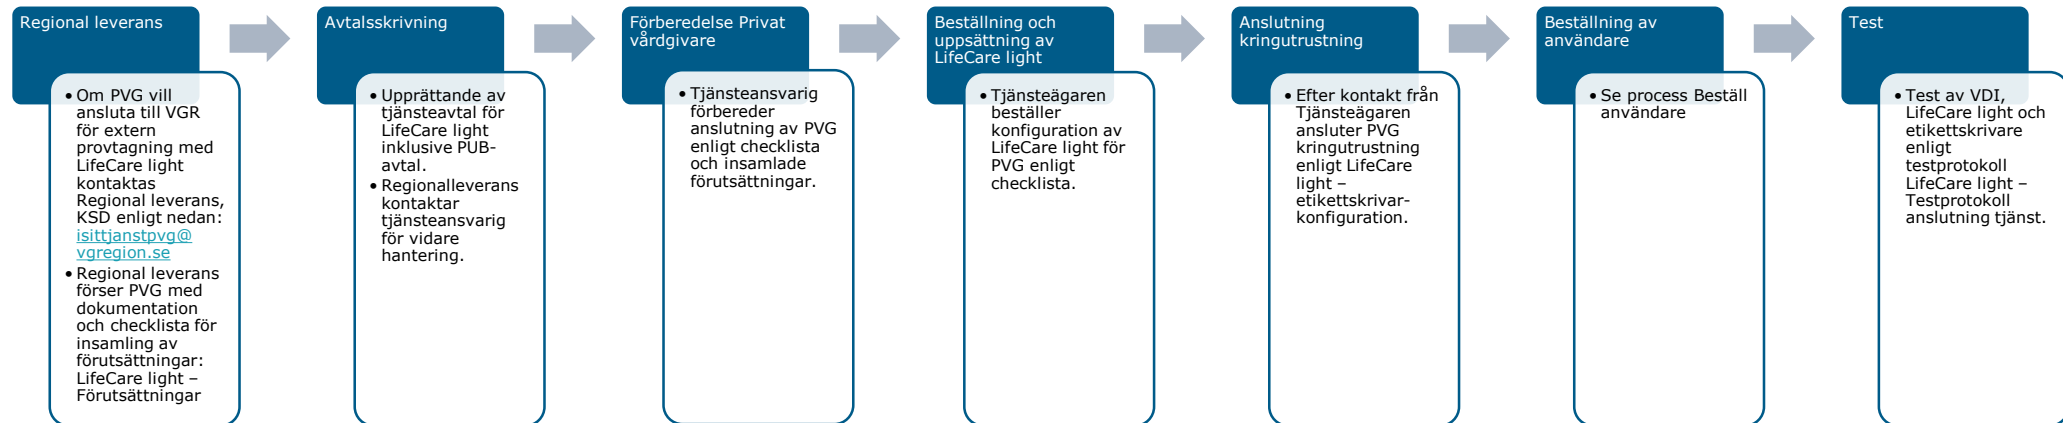 Regional leverans
• Om PVG vill
ansluta till VGR
för extern
provtagning med
LifeCare light
kontaktas
Regional leverans,
KSD enligt nedan:
isittjanstpvg@
vgregion.se
• Regional leverans
förser PVG med
dokumentation
och checklista för
insamling av
förutsättningar:
LifeCare light –
Förutsättningar
Avtalsskrivning
• Upprättande av
tjänsteavtal för
LifeCare light
inklusive PUB-
avtal.
• Regionalleverans
kontaktar
tjänsteansvarig
för vidare
hantering.
Förberedelse Privat
vårdgivare
• Tjänsteansvarig
förbereder
anslutning av PVG
enligt checklista
och insamlade
förutsättningar.
Beställning och
uppsättning av
LifeCare light
• Tjänsteägaren
beställer
konfiguration av
LifeCare light för
PVG enligt
checklista.
Anslutning
kringutrustning
• Efter kontakt från
Tjänsteägaren
ansluter PVG
kringutrustning
enligt LifeCare
light –
etikettskrivar-
konfiguration.
Beställning av
användare
• Se process Beställ
användare
Test
• Test av VDI,
LifeCare light och
etikettskrivare
enligt
testprotokoll
LifeCare light –
Testprotokoll
anslutning tjänst.